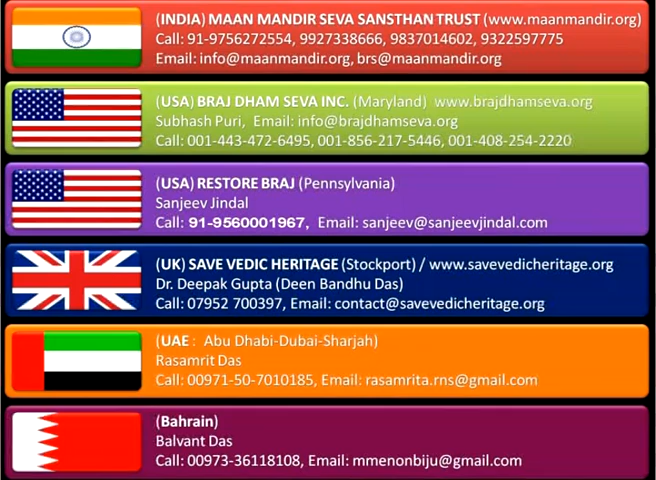 (INDIA) MAAN MANDIR SEVA SANSTHAN TRUST (www.maanmandir.org)
Call: 91-9756272554, 9927338666, 9837014602, 9322597775
Email: info@maanmandir.org, brs@maanmandir.org
(USA) BRAJ DHAM SEVA INC. (Maryland) www.brajdhamseva.org
Subhash Puri, Email: info@brajdhamseva.org
Call: 001-443-472-6495, 001-856-217-5446, 001-408-254-2220
(USA) RESTORE BRAJ (Pennsylvania)
Sanjeev Jindal
Call: 91-9560001967, Email: sanjeev@sanjeevjindal.com
(UK) SAVE VEDIC HERITAGE (Stockport) / www.savevedicheritage.org
Dr. Deepak Gupta (Deen Bandhu Das)
Call: 07952 700397, Email: contact@savevedicheritage.org
(UAE : Abu Dhabi-Dubai-Sharjah)
Rasamrit Das
Call: 00971-50-7010185, Email: rasamrita.rns@gmail.com
(Bahrain)
Balvant Das
Call: 00973-36118108, Email: mmenonbiju@gmail.com